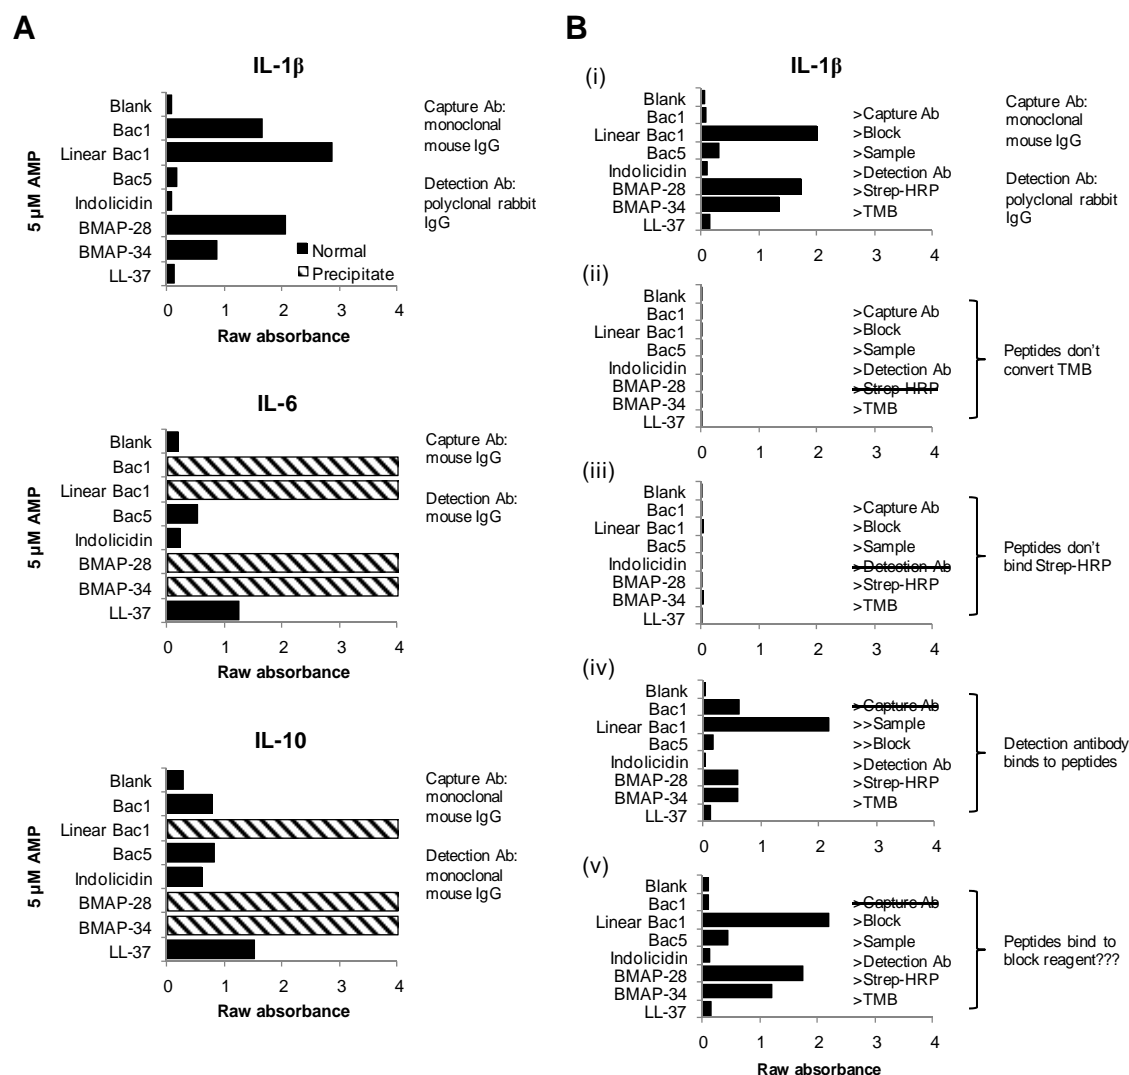 A
IL-1β
5 µM AMP
Blank
Bac1
Linear Bac1
Bac5
Indolicidin
BMAP-28
BMAP-34
LL-37
Normal
Precipitate
0 1 2 3 4
Raw absorbance
Capture Ab:
monoclonal
mouse IgG
Detection Ab:
polyclonal rabbit
IgG
IL-6
5 µM AMP
Blank
Bac1
Linear Bac1
Bac5
Indolicidin
BMAP-28
BMAP-34
LL-37
0 1 2 3 4
Raw absorbance
Capture Ab:
mouse IgG
Detection Ab:
mouse IgG
IL-10
5 µM AMP
Blank
Bac1
Linear Bac1
Bac5
Indolicidin
BMAP-28
BMAP-34
LL-37
0 1 2 3 4
Raw absorbance
Capture Ab:
monoclonal
mouse IgG
Detection Ab:
monoclonal
mouse IgG
B
IL-1β
(i)
Blank
Bac1
Linear Bac1
Bac5
Indolicidin
BMAP-28
BMAP-34
LL-37
0 1 2 3 4
>Capture Ab
>Block
>Sample
>Detection Ab
>Strep-HRP
>TMB
Capture Ab:
monoclonal
mouse IgG
Detection Ab:
polyclonal rabbit
IgG
(ii)
Blank
Bac1
Linear Bac1
Bac5
Indolicidin
BMAP-28
BMAP-34
LL-37
0 1 2 3 4
>Capture Ab
>Block
>Sample
>Detection Ab
>Strep-HRP
>TMB
Peptides don't
convert TMB
(iii)
Blank
Bac1
Linear Bac1
Bac5
Indolicidin
BMAP-28
BMAP-34
LL-37
0 1 2 3 4
>Capture Ab
>Block
>Sample
>Detection Ab
>Strep-HRP
>TMB
Peptides don't
bind Strep-HRP
(iv)
Blank
Bac1
Linear Bac1
Bac5
Indolicidin
BMAP-28
BMAP-34
LL-37
0 1 2 3 4
>Capture Ab
>>Sample
>>Block
>Detection Ab
>Strep-HRP
>TMB
Detection antibody
binds to peptides
(v)
Blank
Bac1
Linear Bac1
Bac5
Indolicidin
BMAP-28
BMAP-34
LL-37
0 1 2 3 4
Raw absorbance
>Capture Ab
>Block
>Sample
>Detection Ab
>Strep-HRP
>TMB
Peptides bind to
block reagent???